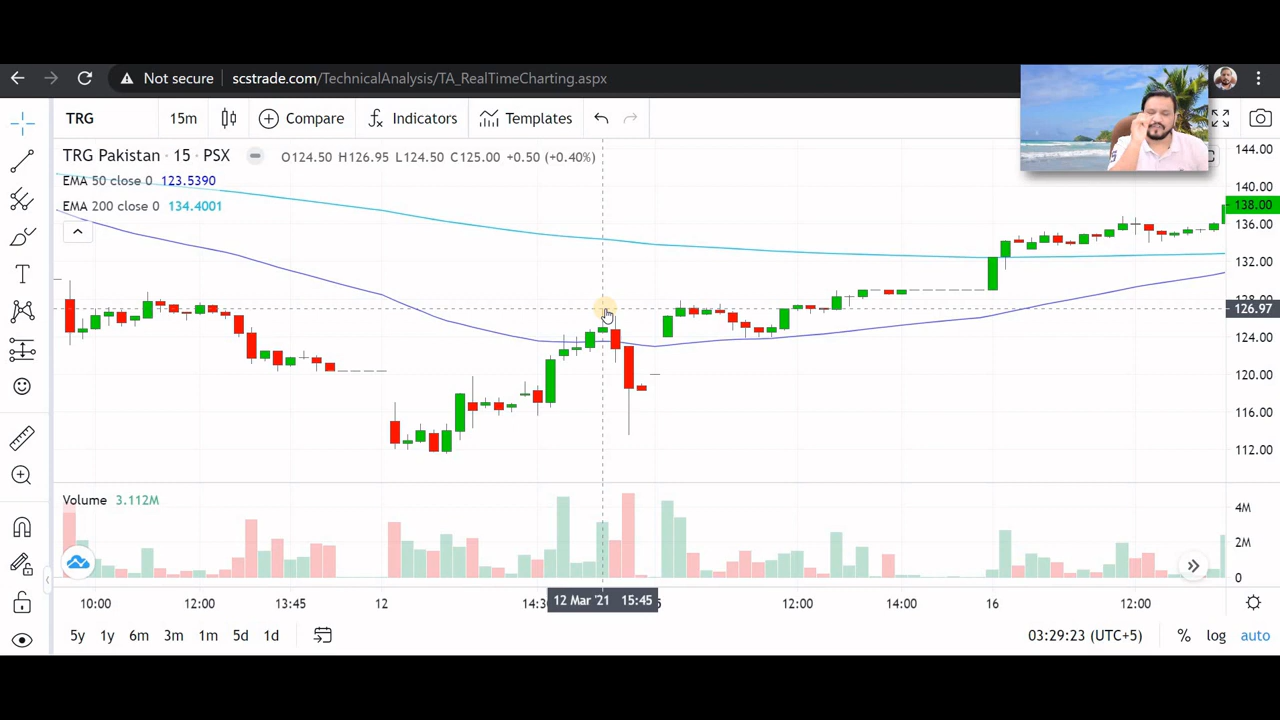 Not secure scstrade.com/TechnicalAnalysis/TA_RealTimeCharting.aspx
TRG 15m Compare Indicators Templates
TRG Pakistan · 15 · PSX O124.50 H126.95 L124.50 C125.00 +0.50 (+0.40%)
EMA 50 close 0 123.5390
EMA 200 close 0 134.4001
144.00
140.00
138.00
136.00
132.00
128.00
126.97
124.00
120.00
116.00
112.00
Volume 3.112M
4M
2M
0
10:00 12:00 13:45 12 12 Mar '21 15:45 12:00 14:00 16 12:00
5y 1y 6m 3m 1m 5d 1d 03:29:23 (UTC+5) % log auto